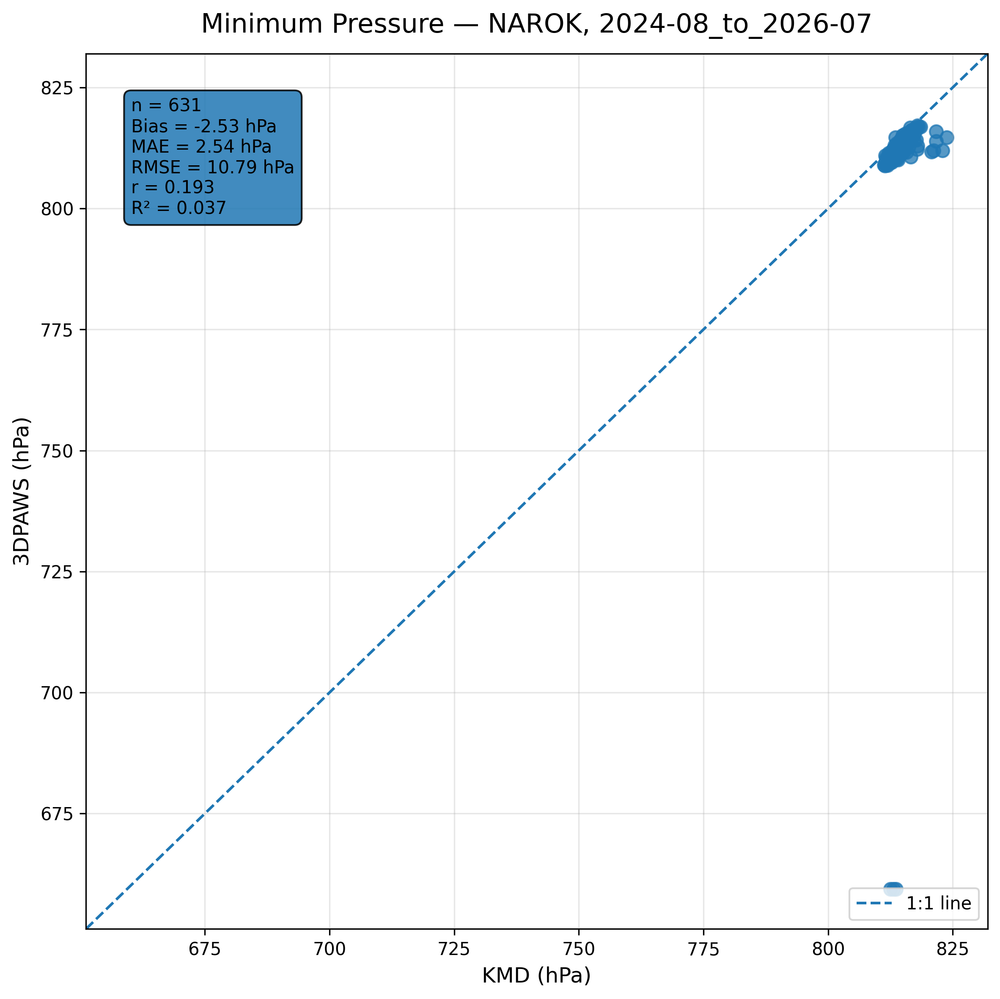 Minimum Pressure — NAROK, 2024-08_to_2026-07
825
800
775
750
725
700
675
n = 631
Bias = -2.53 hPa
MAE = 2.54 hPa
RMSE = 10.79 hPa
r = 0.193
R² = 0.037
3DPAWS (hPa)
1:1 line
675
700
725
750
775
800
825
KMD (hPa)